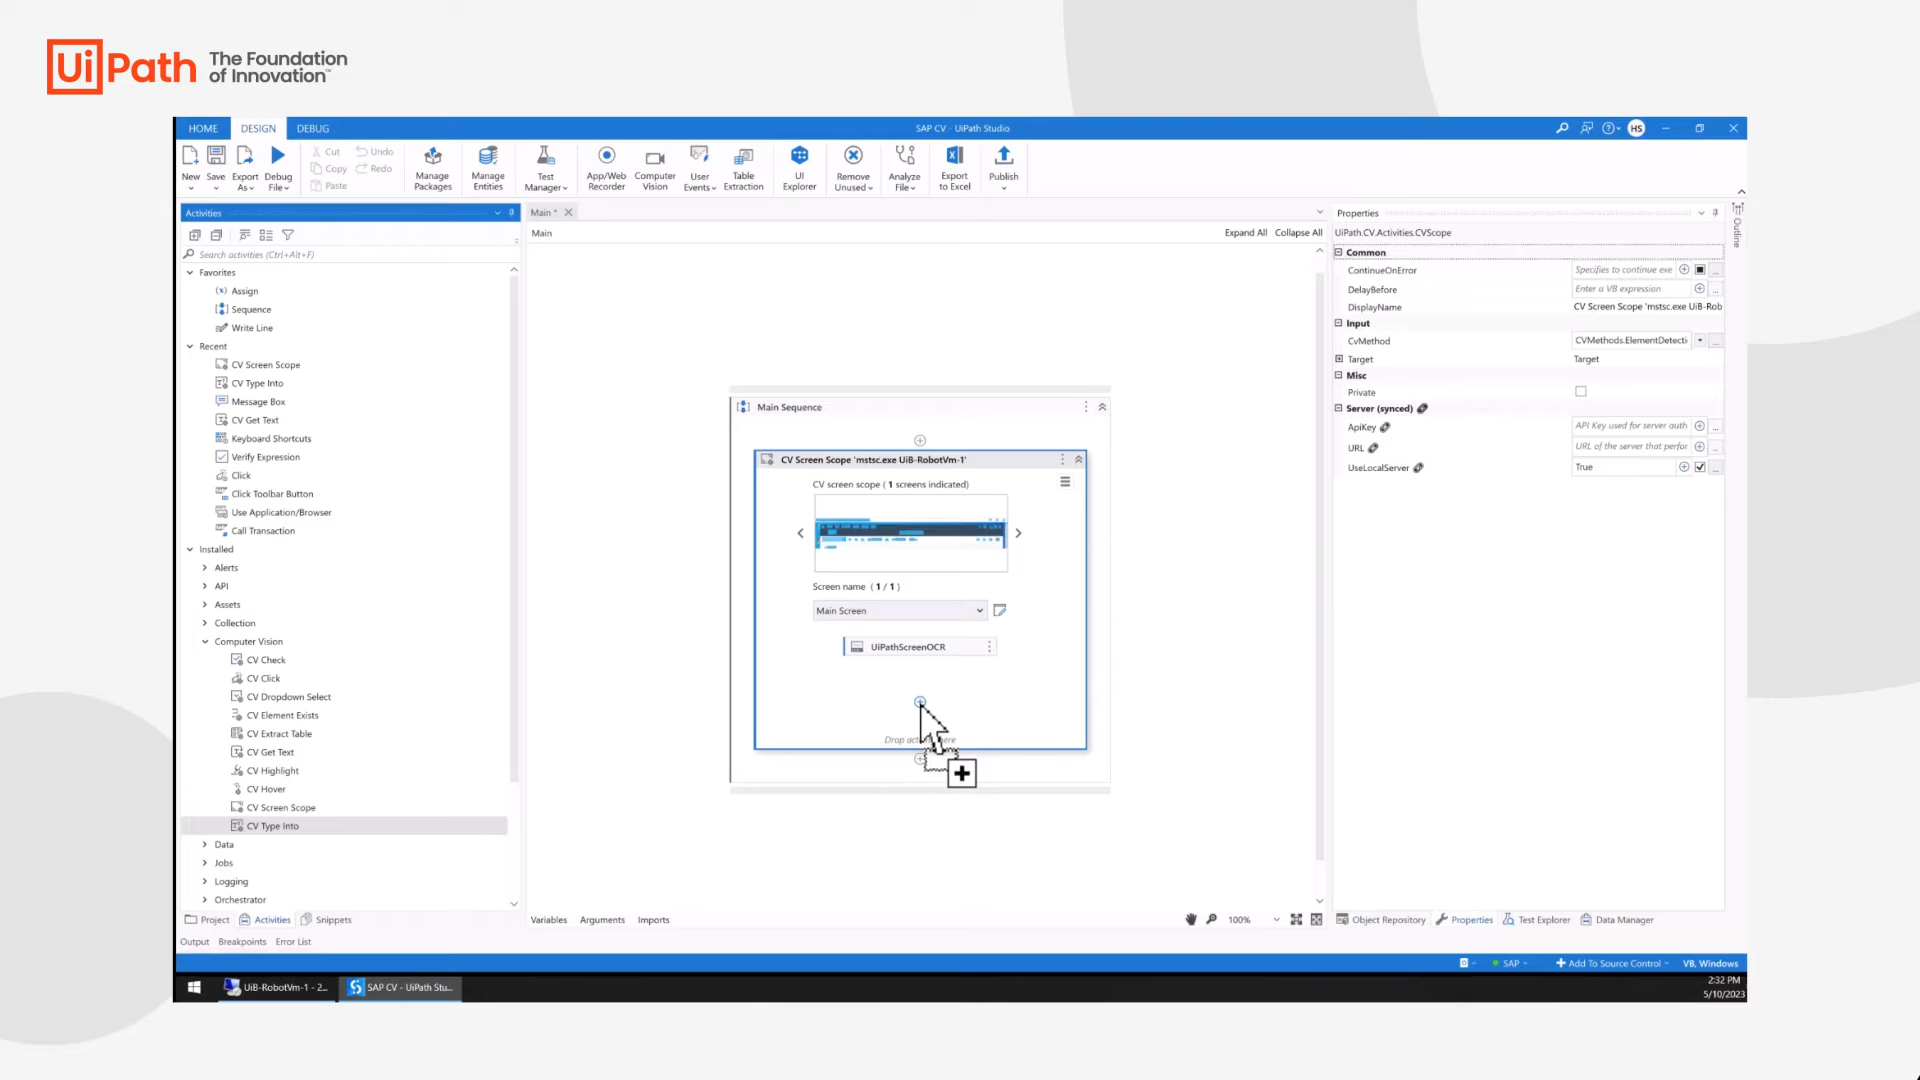 UiPath The Foundation
of Innovation™
HOME DESIGN DEBUG
SAP CV - UiPath Studio
HS
New
Save
Export As
Debug File
Cut
Copy
Paste
Undo
Redo
Manage Packages
Manage Entities
Test Manager
App/Web Recorder
Computer Vision
User Events
Table Extraction
UI Explorer
Remove Unused
Analyze File
Export to Excel
Publish
Activities
Search activities (Ctrl+Alt+F)
Favorites
Assign
Sequence
Write Line
Recent
CV Screen Scope
CV Type Into
Message Box
CV Get Text
Keyboard Shortcuts
Verify Expression
Click
Click Toolbar Button
Use Application/Browser
Call Transaction
Installed
Alerts
API
Assets
Collection
Computer Vision
CV Check
CV Click
CV Dropdown Select
CV Element Exists
CV Extract Table
CV Get Text
CV Highlight
CV Hover
CV Screen Scope
CV Type Into
Data
Jobs
Logging
Orchestrator
Project Activities Snippets
Output Breakpoints Error List
Main *
Main
Expand All Collapse All
Main Sequence
CV Screen Scope 'mstsc.exe UiB-RobotVm-1'
CV screen scope ( 1 screens indicated)
Screen name ( 1 / 1 )
Main Screen
UiPathScreenOCR
Variables Arguments Imports
100%
Properties
UiPath.CV.Activities.CVScope
Common
ContinueOnError Specifies to continue exe
DelayBefore Enter a VB expression
DisplayName CV Screen Scope 'mstsc.exe UiB-Rob
Input
CvMethod CVMethods.ElementDetecti
Target Target
Misc
Private
Server (synced)
ApiKey API Key used for server auth
URL URL of the server that perfor
UseLocalServer True
Outline
Object Repository Properties Test Explorer Data Manager
SAP Add To Source Control VB, Windows
UiB-RobotVm-1 - 2... SAP CV - UiPath Stu...
2:32 PM
5/10/2023